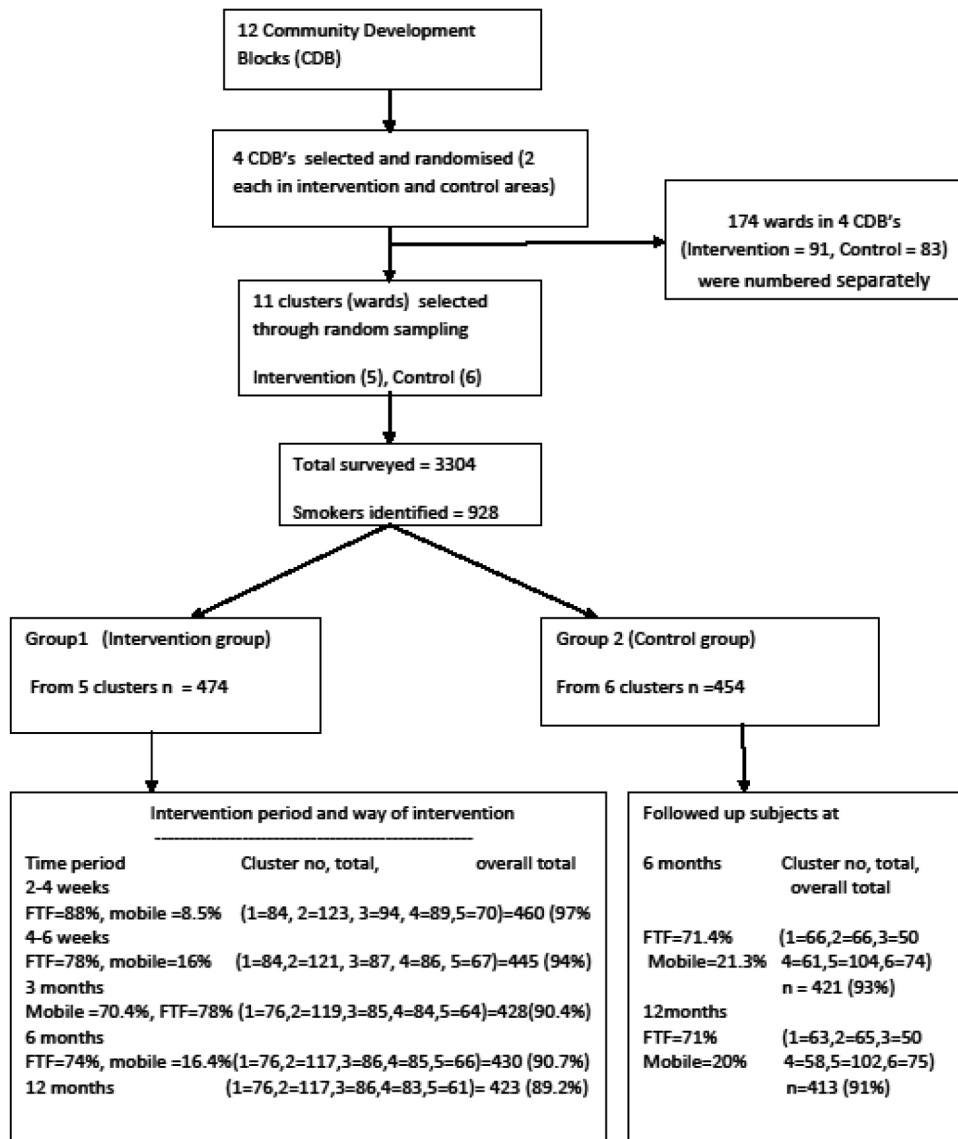 12 Community Development
Blocks (CDB)
4 CDB's selected and randomised (2
each in intervention and control areas)
174 wards in 4 CDB's
(Intervention = 91, Control = 83)
were numbered separately
11 clusters (wards) selected
through random sampling
Intervention (5), Control (6)
Total surveyed = 3304
Smokers identified = 928
Group1 (Intervention group)
From 5 clusters n = 474
Group 2 (Control group)
From 6 clusters n =454
Intervention period and way of intervention
Time period Cluster no, total, overall total
2-4 weeks
FTF=88%, mobile =8.5% (1=84, 2=123, 3=94, 4=89,5=70)=460 (97%
4-6 weeks
FTF=78%, mobile=16% (1=84,2=121, 3=87, 4=86, 5=67)=445 (94%)
3 months
Mobile =70.4%, FTF=78% (1=76,2=119,3=85,4=84,5=64)=428(90.4%)
6 months
FTF=74%, mobile=16.4%(1=76,2=117,3=86,4=85,5=66)=430 (90.7%)
12 months (1=76,2=117,3=86,4=83,5=61)= 423 (89.2%)
Followed up subjects at
6 months Cluster no, total,
overall total
FTF=71.4% (1=66,2=66,3=50
Mobile=21.3% 4=61,5=104,6=74)
n = 421 (93%)
12months
FTF=71% (1=63,2=65,3=50
Mobile=20% 4=58,5=102,6=75)
n=413 (91%)